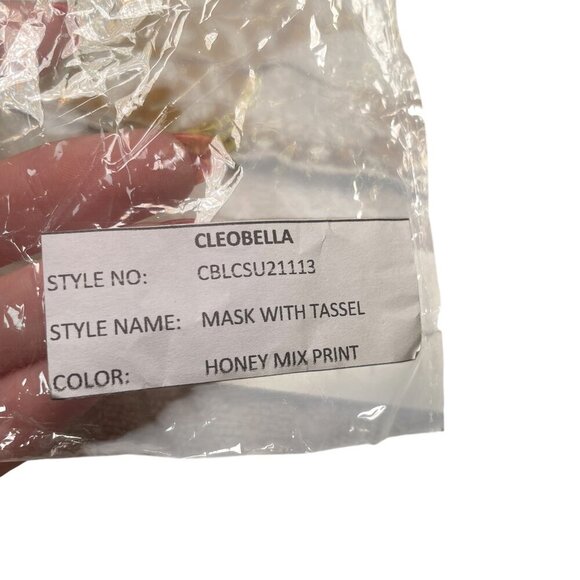 CLEOBELLA
STYLE NO: CBLCSU21113
STYLE NAME: MASK WITH TASSEL
COLOR: HONEY MIX PRINT